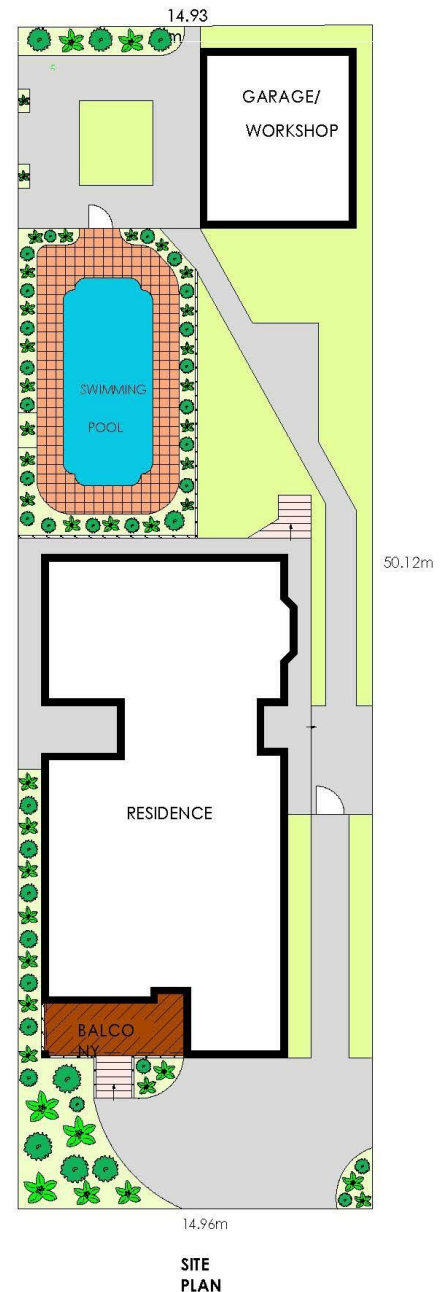 14.93
m
GARAGE/
WORKSHOP
SWIMMING
POOL
50.12m
RESIDENCE
BALCO
NY
14.96m
SITE
PLAN